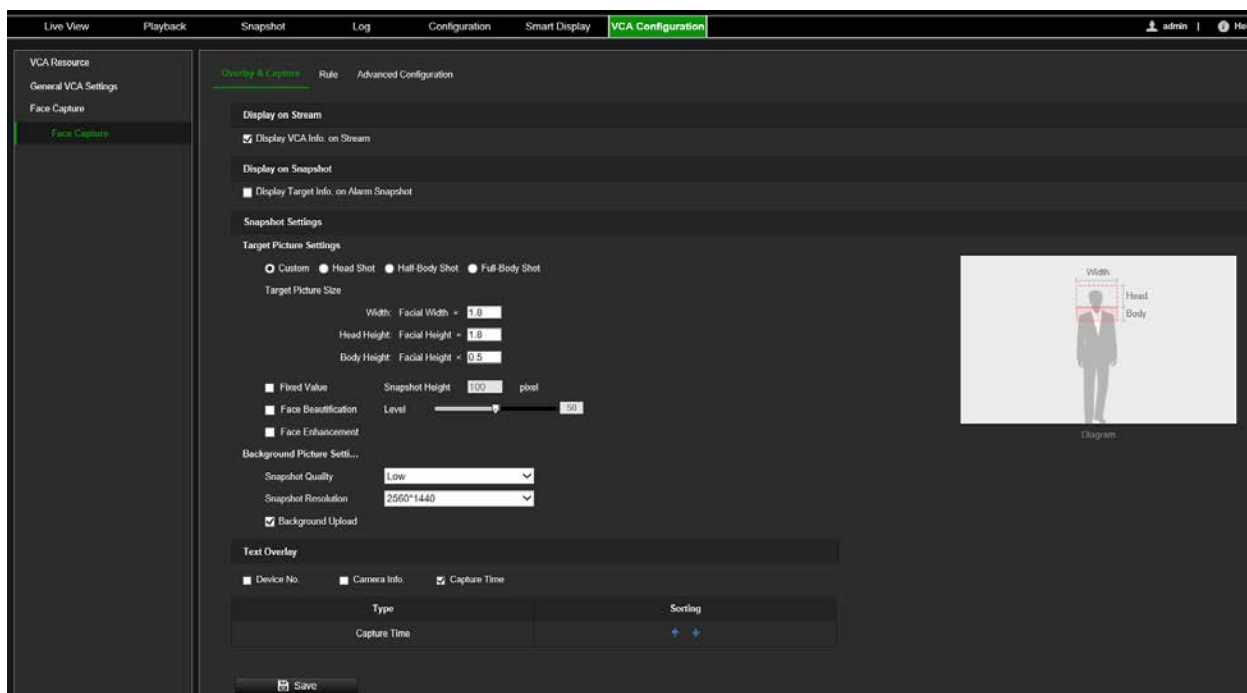 Live View Playback Snapshot Log Configuration Smart Display VCA Configuration admin | He
VCA Resource
General VCA Settings
Face Capture
Face Capture
Overlay & Capture Rule Advanced Configuration
Display on Stream
Display VCA Info. on Stream
Display on Snapshot
Display Target Info. on Alarm Snapshot
Snapshot Settings
Target Picture Settings
Custom Head Shot Half-Body Shot Full-Body Shot
Target Picture Size
Width: Facial Width × 1.8
Head Height: Facial Height × 1.8
Body Height: Facial Height × 0.5
Fixed Value Snapshot Height 100 pixel
Face Beautification Level 50
Face Enhancement
Background Picture Setti...
Snapshot Quality Low
Snapshot Resolution 2560*1440
Background Upload
Width
Head
Body
Diagram
Text Overlay
Device No. Camera Info. Capture Time
Type Sorting
Capture Time
Save